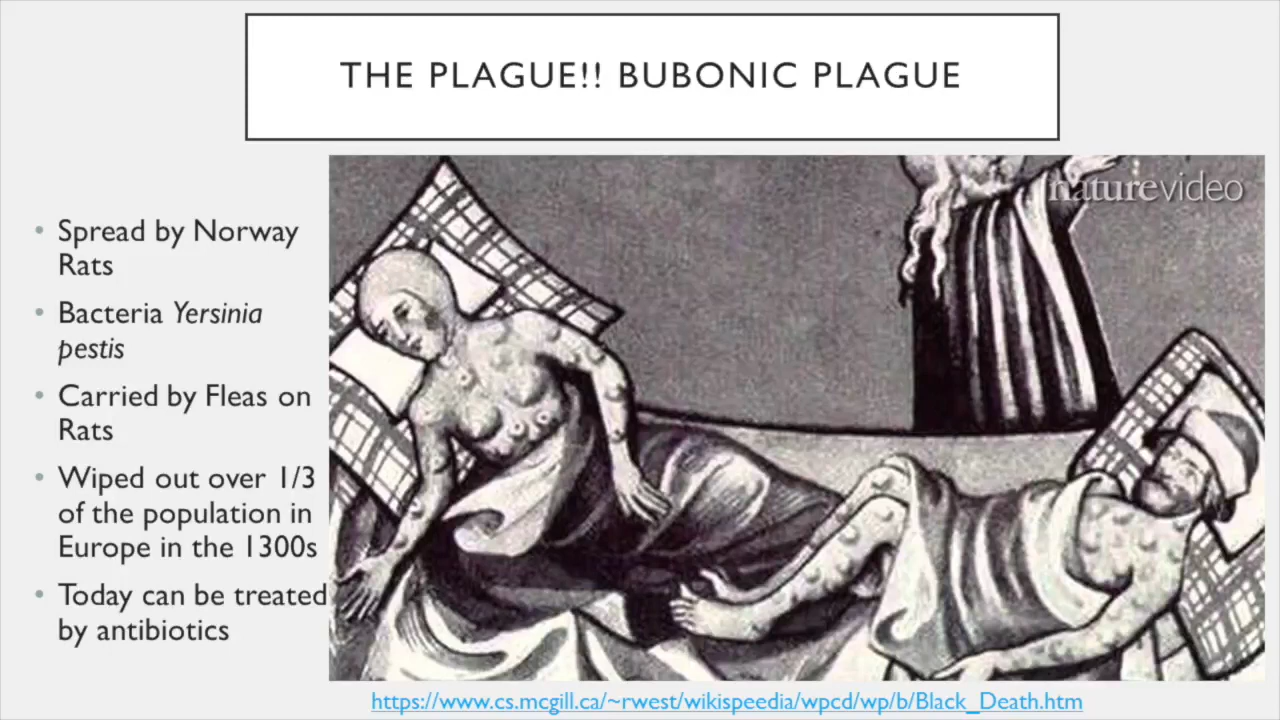 THE PLAGUE!! BUBONIC PLAGUE
naturevideo
• Spread by Norway
Rats
• Bacteria Yersinia
pestis
• Carried by Fleas on
Rats
• Wiped out over 1/3
of the population in
Europe in the 1300s
• Today can be treated
by antibiotics
https://www.cs.mcgill.ca/~rwest/wikispeedia/wpcd/wp/b/Black_Death.htm